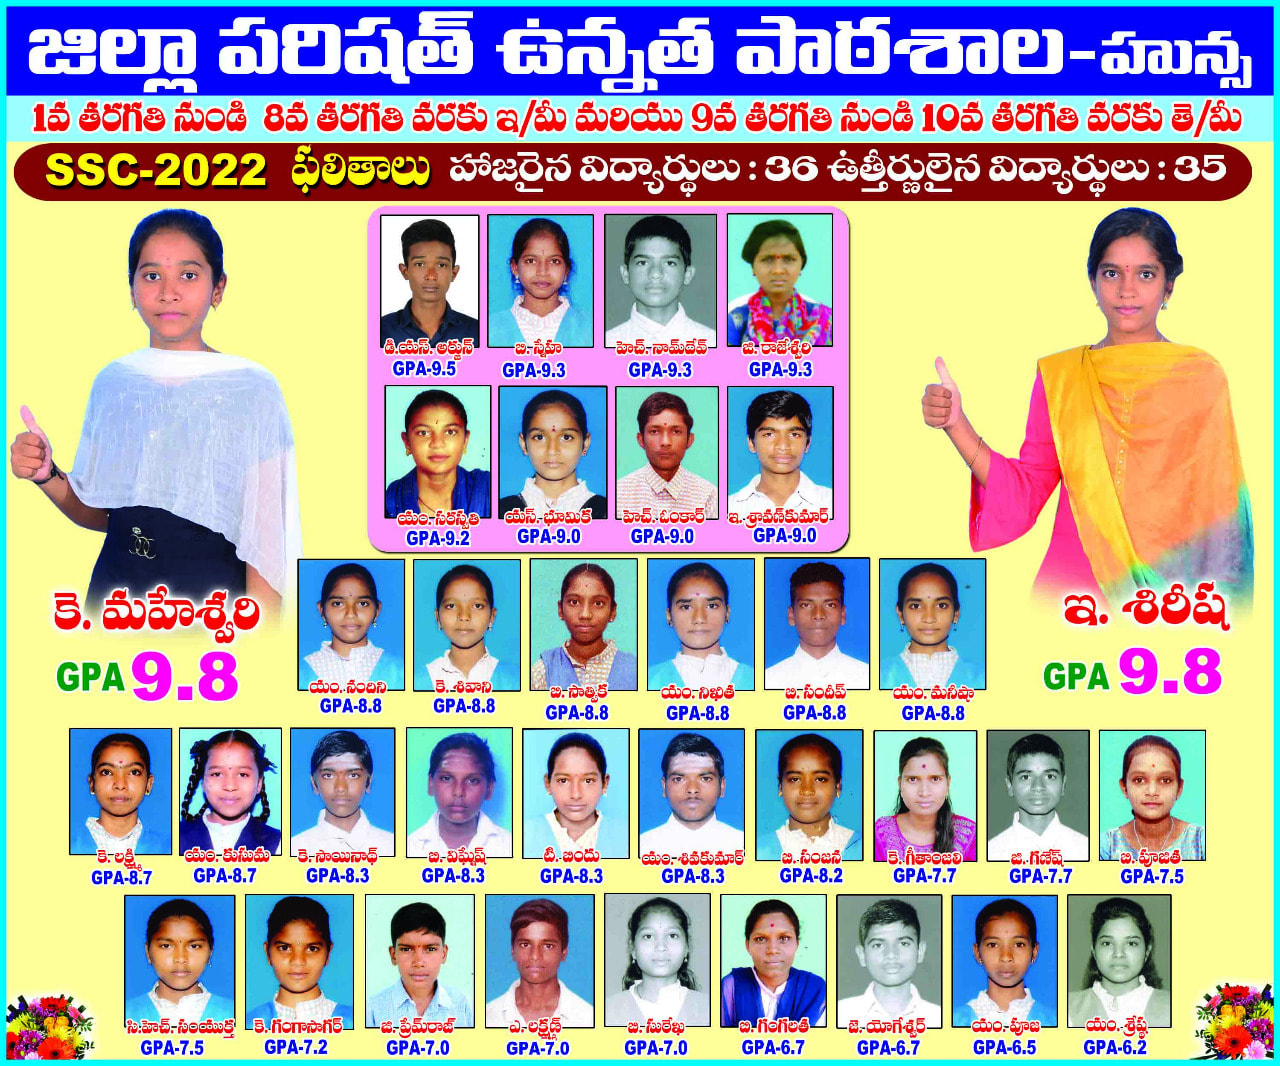 జిల్లా పరిషత్ ఉన్నత పాఠశాల-హున్స
1వ తరగతి నుండి 8వ తరగతి వరకు ఇ/మీ మరియు 9వ తరగతి నుండి 10వ తరగతి వరకు తె/మీ
SSC-2022 ఫలితాలు హాజరైన విద్యార్థులు : 36 ఉత్తీర్ణులైన విద్యార్థులు : 35
డి.యస్. అర్జున్ బి. స్నేహ హెచ్. నామ్‌దేవ్ జి. రాజేశ్వరి
GPA-9.5 GPA-9.3 GPA-9.3 GPA-9.3
యం. సరస్వతి యస్. భూమిక హెచ్. ఓంకార్ ఇ. శ్రావణ్‌కుమార్
GPA-9.2 GPA-9.0 GPA-9.0 GPA-9.0
కె. మహేశ్వరి
GPA 9.8
ఇ. శిరీష్
GPA 9.8
యం. నందిని కె. శివాని బి. సాత్విక యం. నిఖిత బి. సందీప్ యం. మనీషా
GPA-8.8 GPA-8.8 GPA-8.8 GPA-8.8 GPA-8.8 GPA-8.8
కె. లక్ష్మి యం. కుసుమ కె. సాయినాథ్ బి. విఘ్నేష్ టి. బిందు యం. శివకుమార్ బి. సంజన కె. గీతాంజలి జి. గణేష్ బి. పూజిత
GPA-8.7 GPA-8.7 GPA-8.3 GPA-8.3 GPA-8.3 GPA-8.3 GPA-8.2 GPA-7.7 GPA-7.7 GPA-7.5
సి.హెచ్. సంయుక్త కె. గంగాసాగర్ జి. ప్రేమ్‌రాజ్ ఎ. లక్ష్మణ్ బి. సురేఖ బి. గంగలత జె. యోగేశ్వర్ యం. పూజ యం. శ్రేష్ఠ
GPA-7.5 GPA-7.2 GPA-7.0 GPA-7.0 GPA-7.0 GPA-6.7 GPA-6.7 GPA-6.5 GPA-6.2